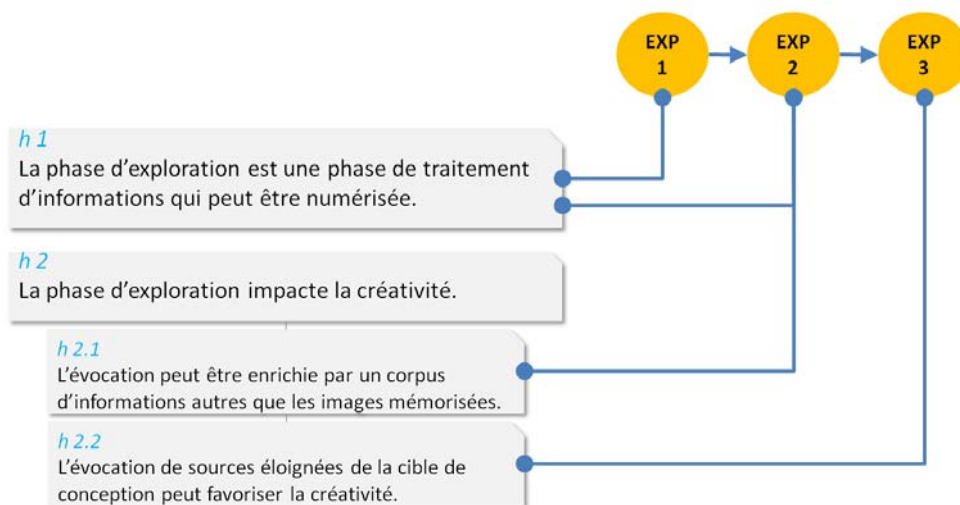 EXP
1
EXP
2
EXP
3
h 1
La phase d’exploration est une phase de traitement
d’informations qui peut être numérisée.
h 2
La phase d’exploration impacte la créativité.
h 2.1
L’évocation peut être enrichie par un corpus
d’informations autres que les images mémorisées.
h 2.2
L’évocation de sources éloignées de la cible de
conception peut favoriser la créativité.